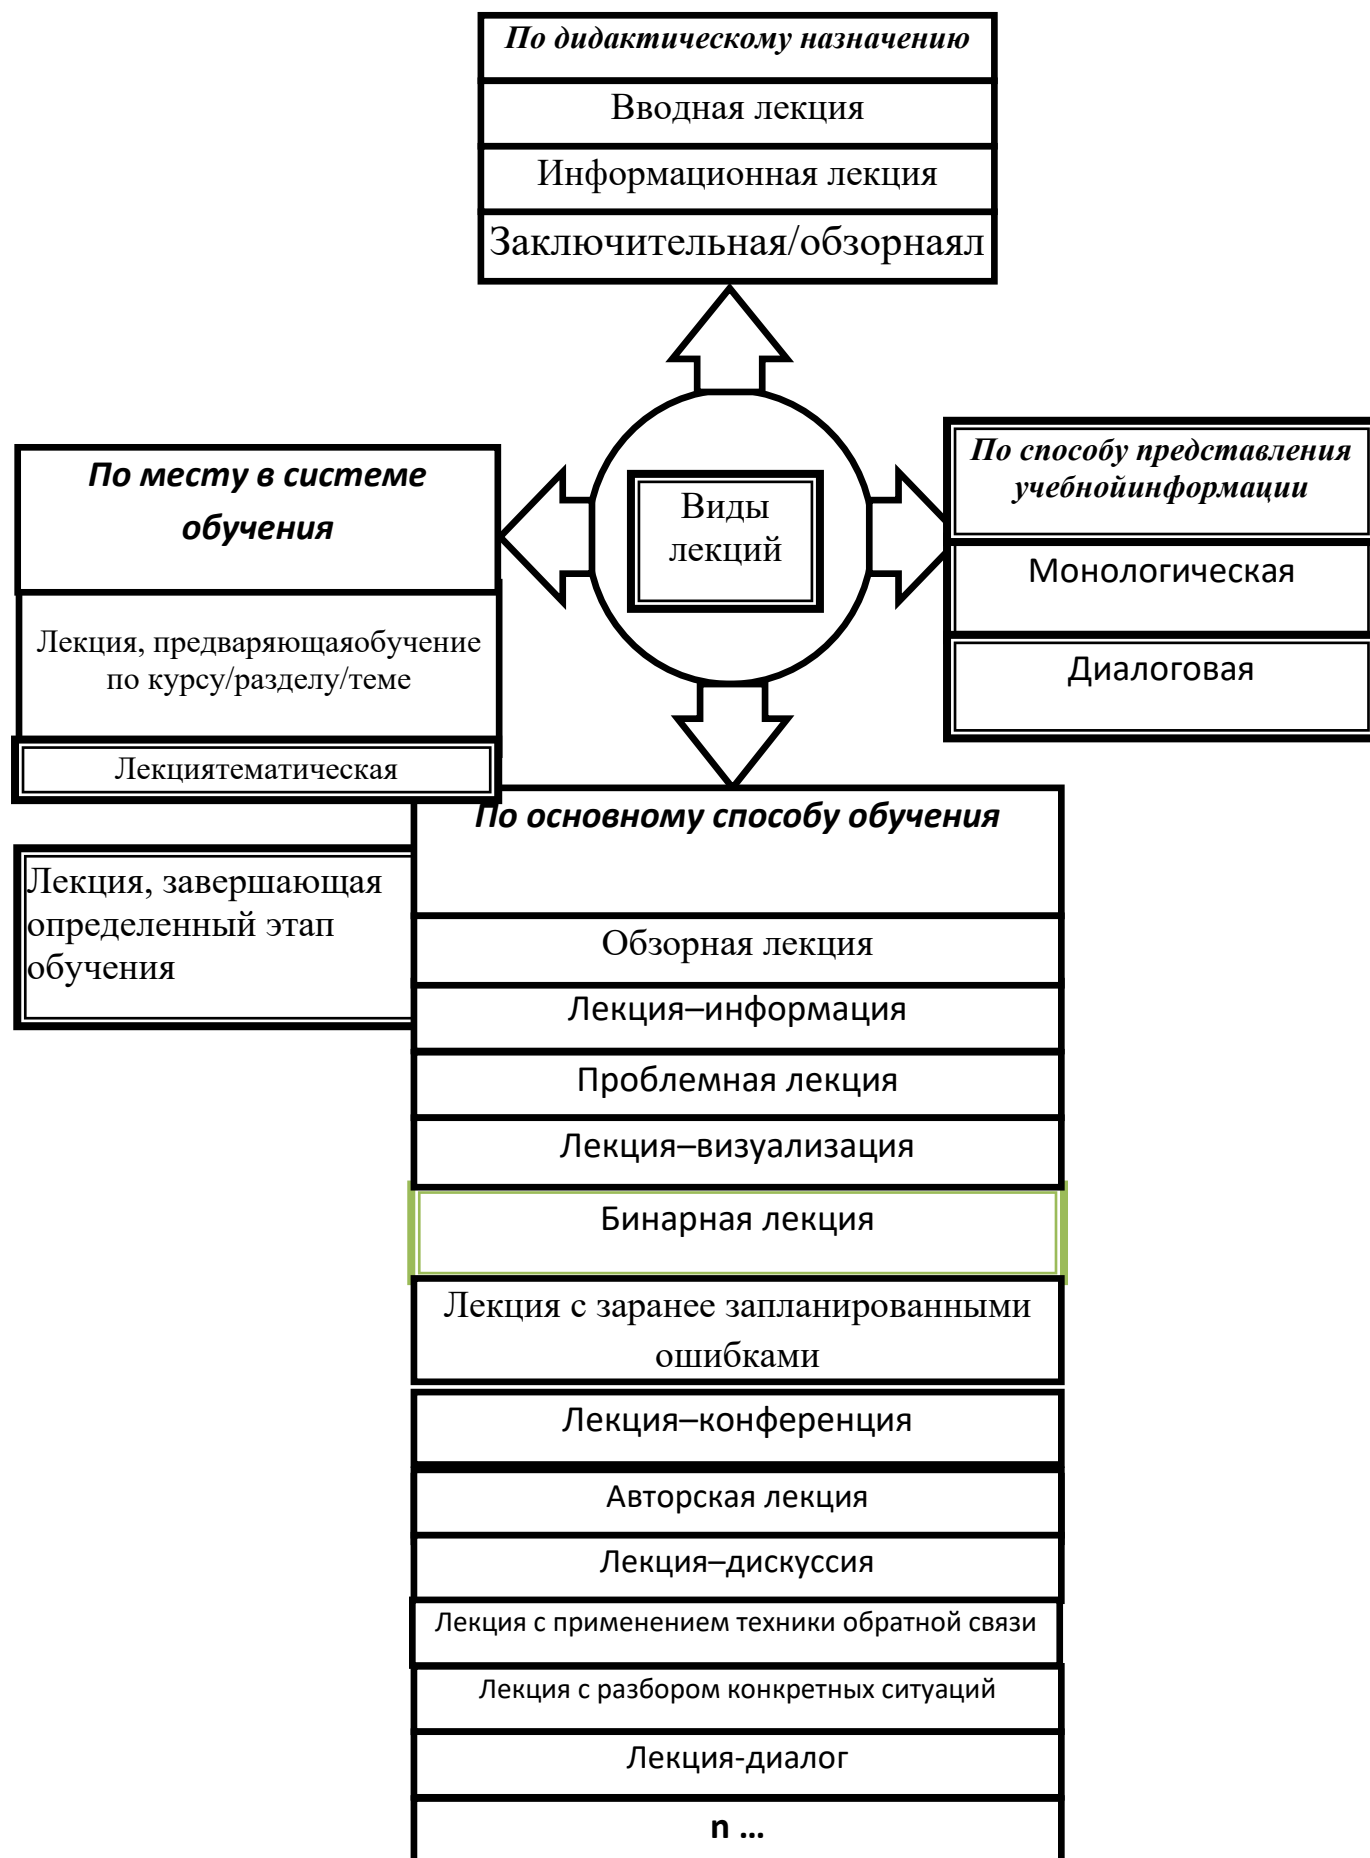 По дидактическому назначению
Вводная лекция
Информационная лекция
Заключительная/обзорнаял
Виды
лекций
По месту в системе
обучения
Лекция, предваряющаяобучение
по курсу/разделу/теме
Лекциятематическая
Лекция, завершающая
определенный этап
обучения
По способу представления
учебнойинформации
Монологическая
Диалоговая
По основному способу обучения
Обзорная лекция
Лекция–информация
Проблемная лекция
Лекция–визуализация
Бинарная лекция
Лекция с заранее запланированными
ошибками
Лекция–конференция
Авторская лекция
Лекция–дискуссия
Лекция с применением техники обратной связи
Лекция с разбором конкретных ситуаций
Лекция-диалог
n ...